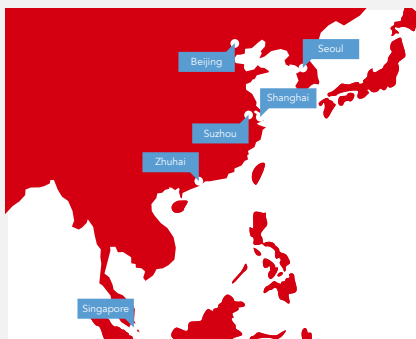 Seoul
Beijing
Shanghai
Suzhou
Zhuhai
Singapore